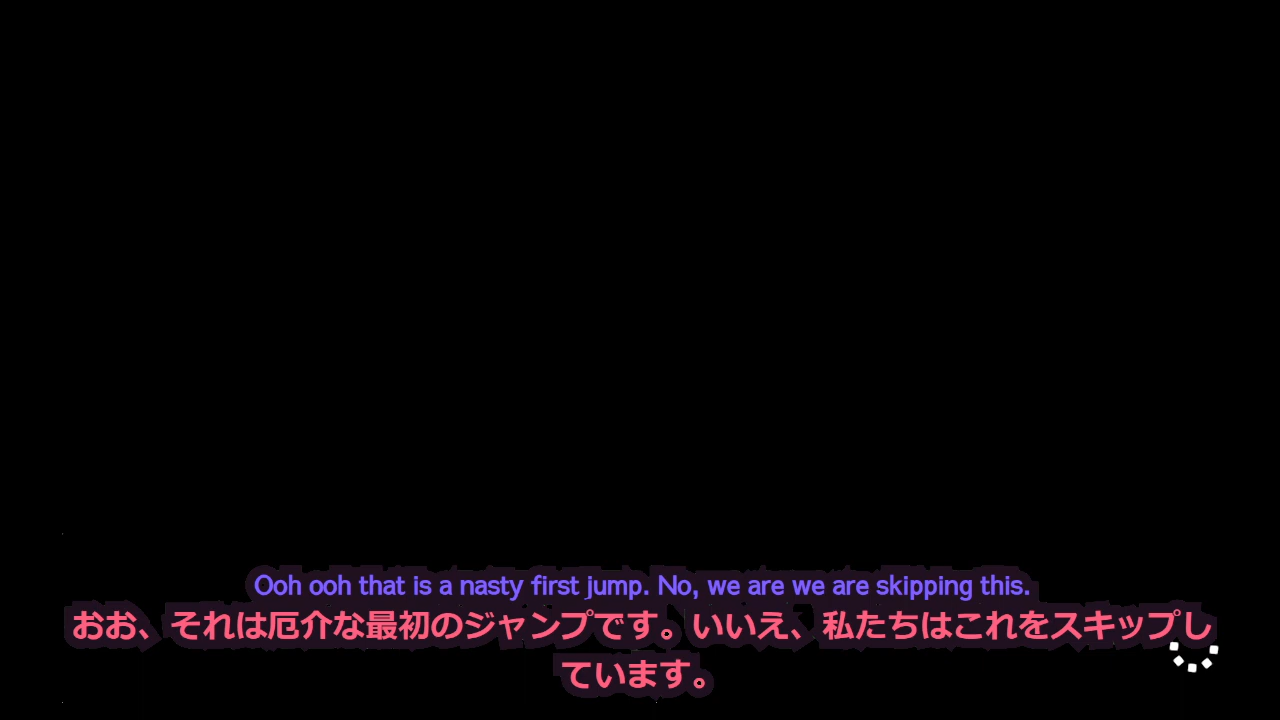 Ooh ooh that is a nasty first jump. No, we are we are skipping this.
おお、それは厄介な最初のジャンプです。いいえ、私たちはこれをスキップし
ています。